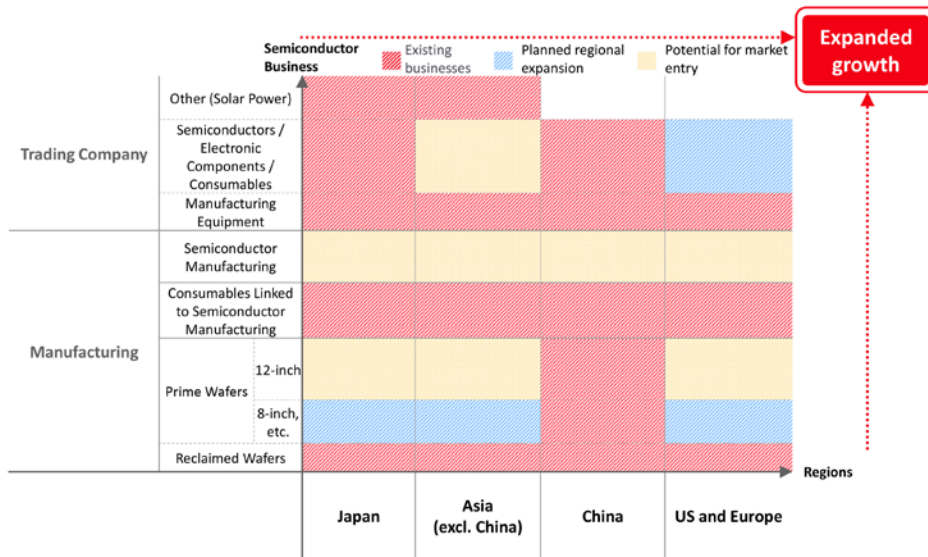 Semiconductor
Business
Existing
businesses
Planned regional
expansion
Potential for market
entry
Expanded
growth
Trading Company
Other (Solar Power)
Semiconductors /
Electronic
Components /
Consumables
Manufacturing
Equipment
Manufacturing
Semiconductor
Manufacturing
Consumables Linked
to Semiconductor
Manufacturing
Prime Wafers
12-inch
8-inch,
etc.
Reclaimed Wafers
Regions
Japan
Asia
(excl. China)
China
US and Europe